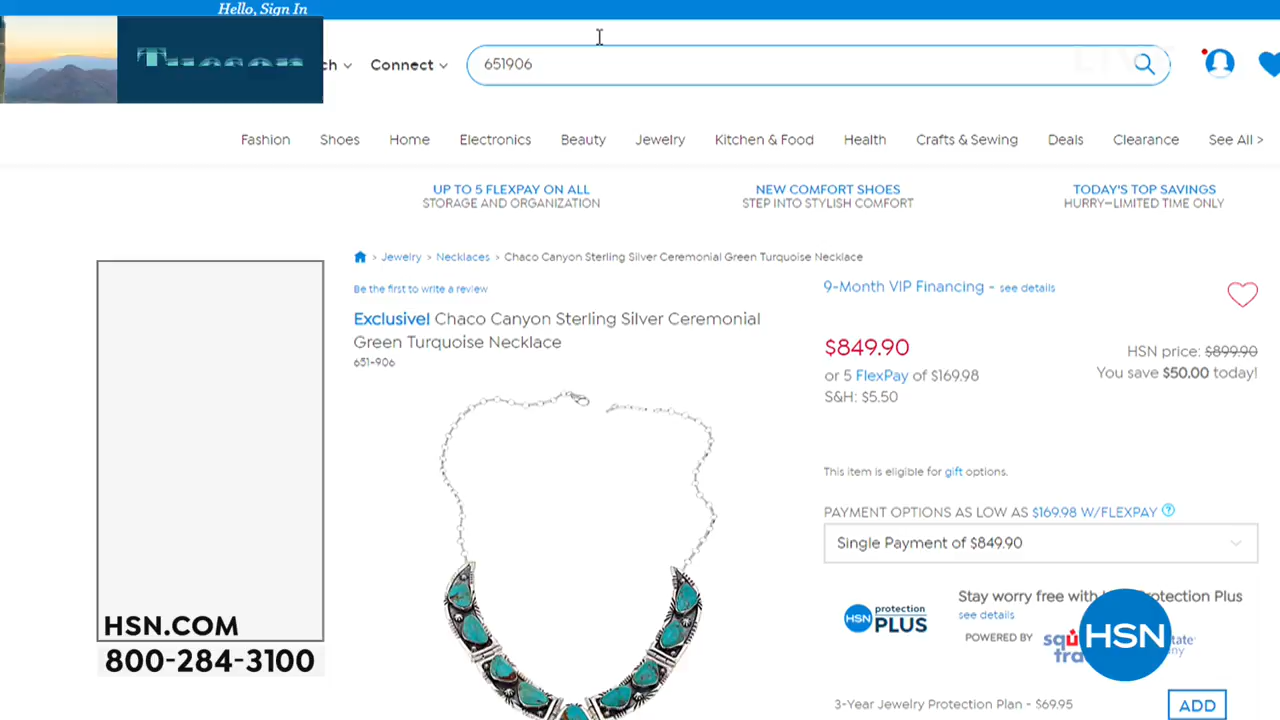 Hello, Sign In
Tucson
ch
Connect
651906
Fashion
Shoes
Home
Electronics
Beauty
Jewelry
Kitchen & Food
Health
Crafts & Sewing
Deals
Clearance
See All >
UP TO 5 FLEXPAY ON ALL
STORAGE AND ORGANIZATION
NEW COMFORT SHOES
STEP INTO STYLISH COMFORT
TODAY'S TOP SAVINGS
HURRY—LIMITED TIME ONLY
> Jewelry > Necklaces > Chaco Canyon Sterling Silver Ceremonial Green Turquoise Necklace
Be the first to write a review
Exclusive! Chaco Canyon Sterling Silver Ceremonial
Green Turquoise Necklace
651-906
9-Month VIP Financing - see details
$849.90
HSN price: $899.90
or 5 FlexPay of $169.98
You save $50.00 today!
S&H: $5.50
This item is eligible for gift options.
PAYMENT OPTIONS AS LOW AS $169.98 W/FLEXPAY ?
Single Payment of $849.90
HSN protection PLUS
Stay worry free with Protection Plus
see details
POWERED BY
HSN
3-Year Jewelry Protection Plan - $69.95
ADD
HSN.COM
800-284-3100